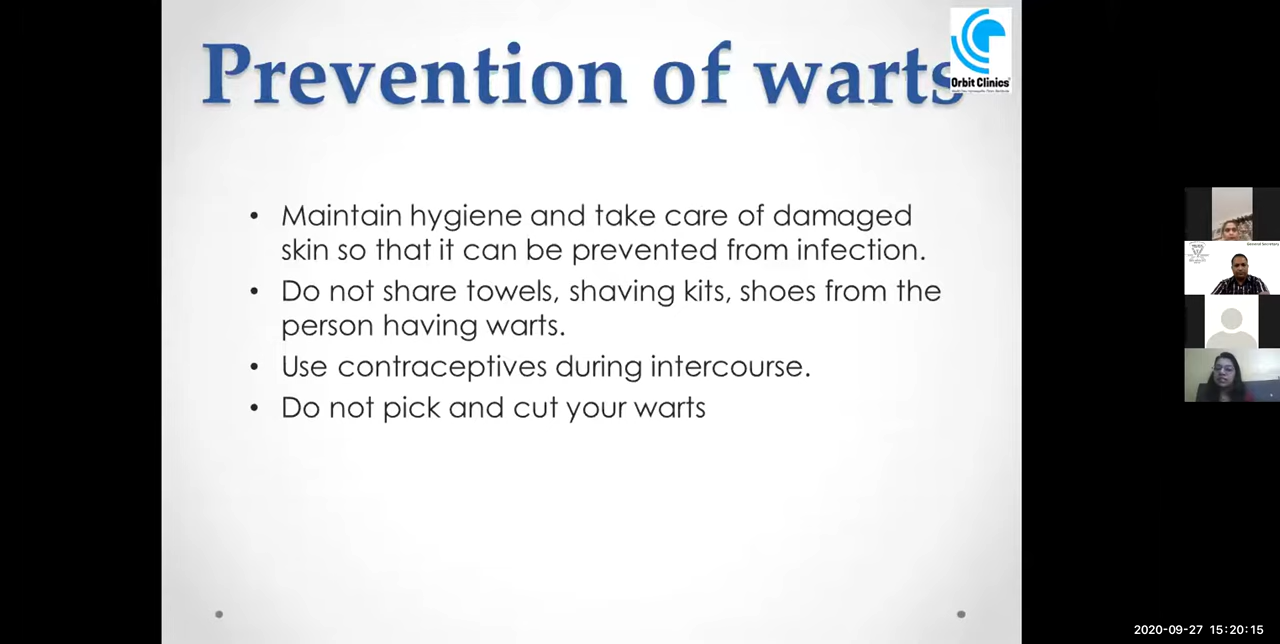 Prevention of warts
Orbit Clinics
• Maintain hygiene and take care of damaged
skin so that it can be prevented from infection.
• Do not share towels, shaving kits, shoes from the
person having warts.
• Use contraceptives during intercourse.
• Do not pick and cut your warts
General Secretary
2020-09-27 15:20:15